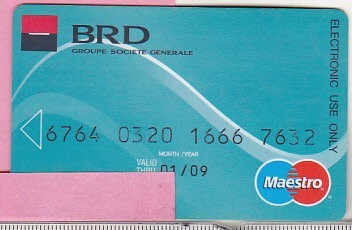 BRD
GROUPE SOCIETE GENERALE
ELECTRONIC USE ONLY
6764 0320 1666 7632
MONTH / YEAR
VALID
THRU 01/09
Maestro